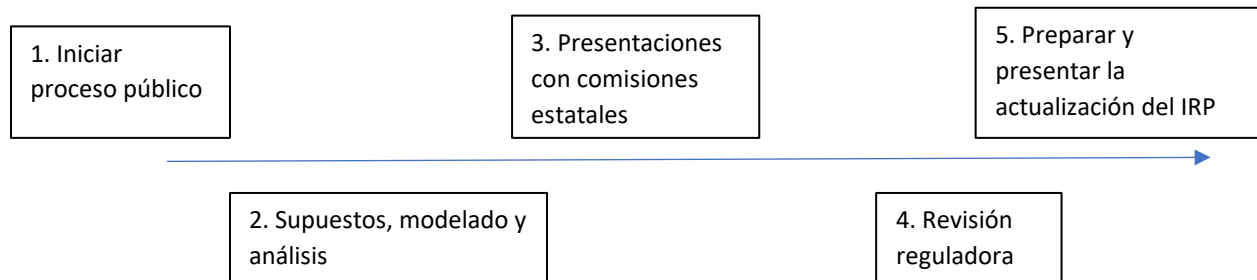 1. Iniciar
proceso público
2. Supuestos, modelado y
análisis
3. Presentaciones
con comisiones
estatales
4. Revisión
reguladora
5. Preparar y
presentar la
actualización del IRP